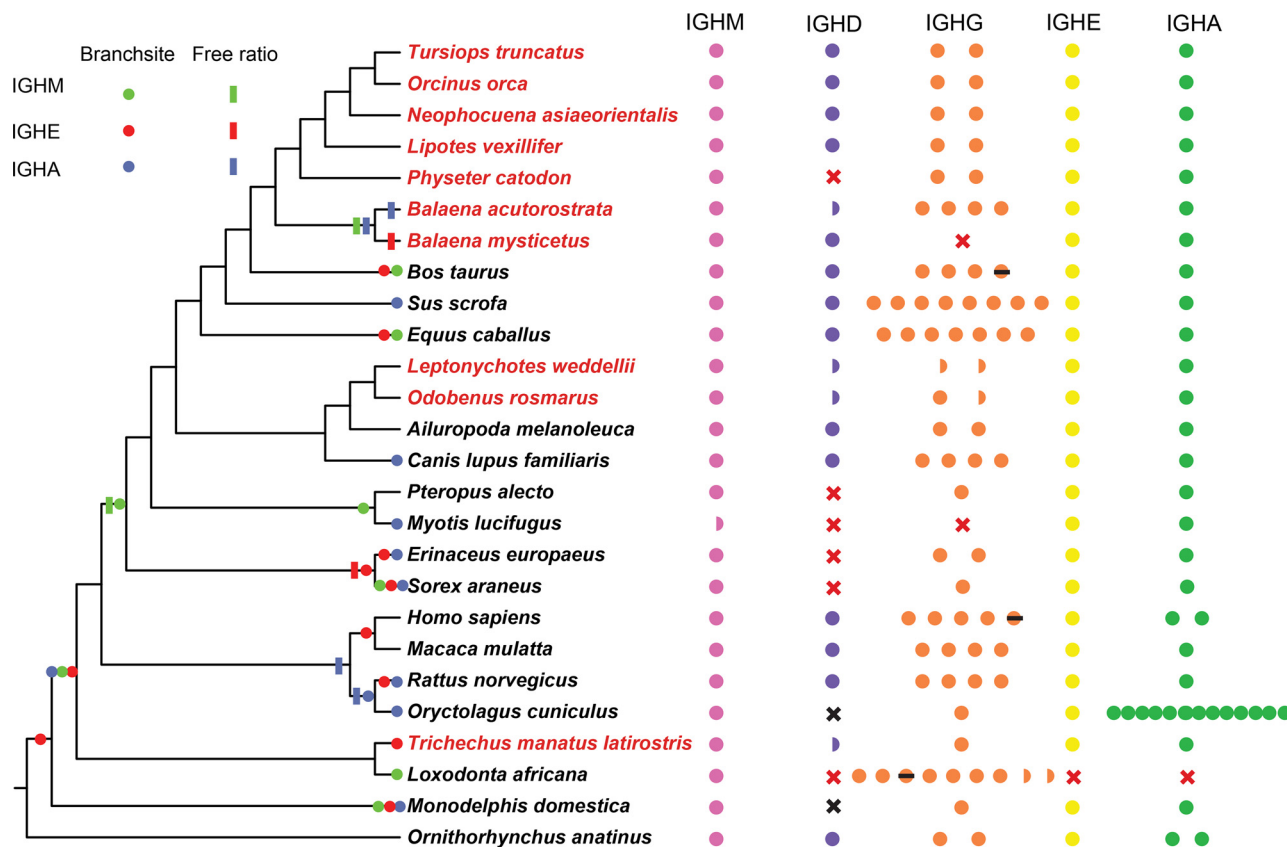 IGHM IGHD IGHG IGHE IGHA
Branchsite Free ratio
IGHM
IGHE
IGHA
Tursiops truncatus
Orcinus orca
Neophocuena asiaeorientalis
Lipotes vexillifer
Physeter catodon
Balaena acutorostrata
Balaena mysticetus
Bos taurus
Sus scrofa
Equus caballus
Leptonychotes weddellii
Odobenus rosmarus
Ailuropoda melanoleuca
Canis lupus familiaris
Pteropus alecto
Myotis lucifugus
Erinaceus europaeus
Sorex araneus
Homo sapiens
Macaca mulatta
Rattus norvegicus
Oryctolagus cuniculus
Trichechus manatus latirostris
Loxodonta africana
Monodelphis domestica
Ornithorhynchus anatinus